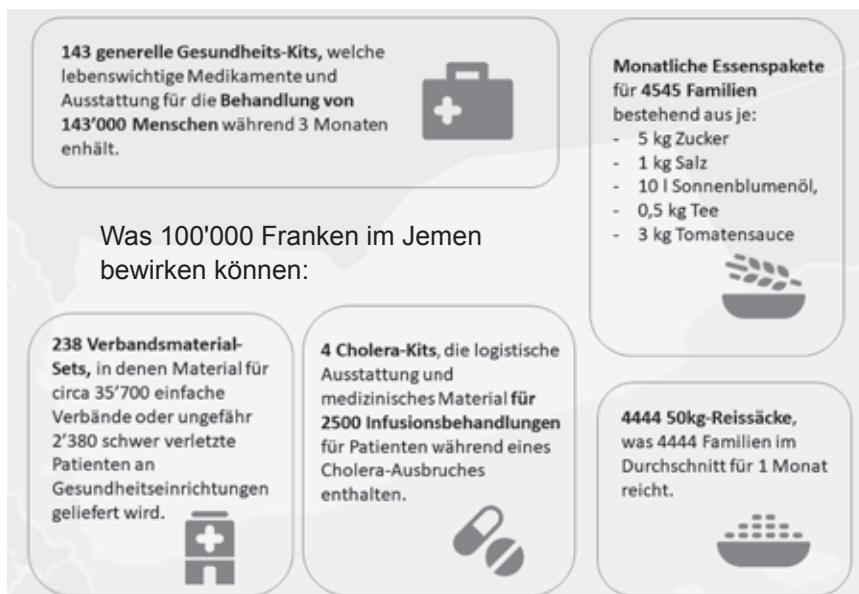 143 generelle Gesundheits-Kits, welche
lebenswichtige Medikamente und
Ausstattung für die Behandlung von
143’000 Menschen während 3 Monaten
enhält.
Monatliche Essenspakete
für 4545 Familien
bestehend aus je:
- 5 kg Zucker
- 1 kg Salz
- 10 l Sonnenblumenöl,
- 0,5 kg Tee
- 3 kg Tomatensauce
Was 100'000 Franken im Jemen
bewirken können:
238 Verbandsmaterial-
Sets, in denen Material für
circa 35’700 einfache
Verbände oder ungefähr
2’380 schwer verletzte
Patienten an
Gesundheitseinrichtungen
geliefert wird.
4 Cholera-Kits, die logistische
Ausstattung und
medizinisches Material für
2500 Infusionsbehandlungen
für Patienten während eines
Cholera-Ausbruches
enthalten.
4444 50kg-Reissäcke,
was 4444 Familien im
Durchschnitt für 1 Monat
reicht.